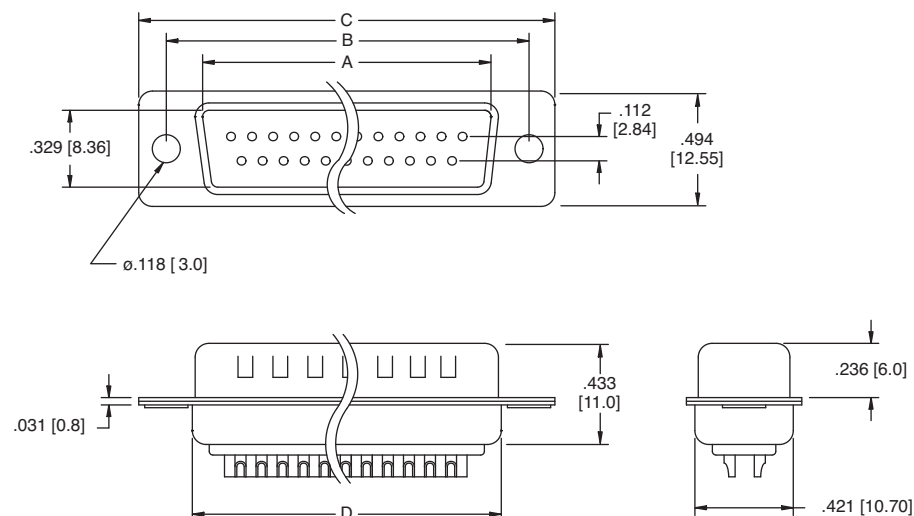 C
B
A
.112
[2.84]
.494
[12.55]
.329 [8.36]
ø.118 [ 3.0]
.433
[11.0]
.236 [6.0]
.031 [0.8]
D
.421 [10.70]